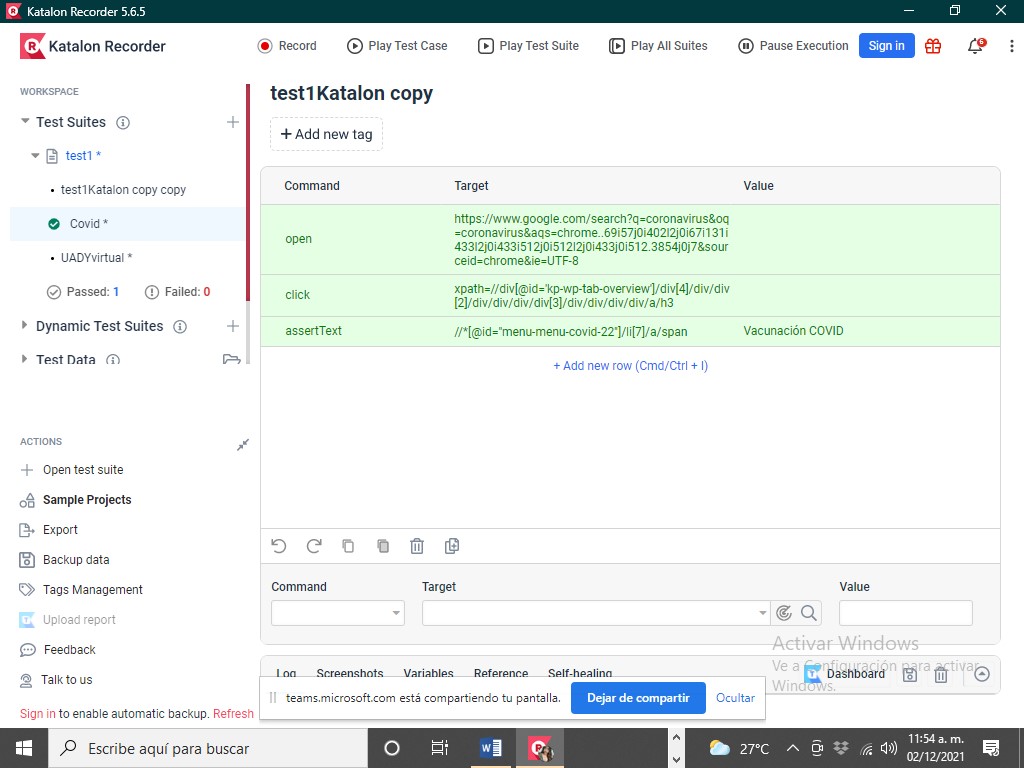 Katalon Recorder 5.6.5
Katalon Recorder
Record
Play Test Case
Play Test Suite
Play All Suites
Pause Execution
Sign in
6
WORKSPACE
Test Suites
test1 *
test1Katalon copy copy
Covid *
UADYvirtual *
Passed: 1
Failed: 0
Dynamic Test Suites
Test Data
ACTIONS
Open test suite
Sample Projects
Export
Backup data
Tags Management
Upload report
Feedback
Talk to us
Sign in to enable automatic backup. Refresh
test1Katalon copy
+ Add new tag
Command Target Value
open
https://www.google.com/search?q=coronavirus&oq
=coronavirus&aqs=chrome..69i57j0i402l2j0i67i131i
433l2j0i433i512j0i512l2j0i433j0i512.3854j0j7&sour
ceid=chrome&ie=UTF-8
click
xpath=//div[@id='kp-wp-tab-overview']/div[4]/div/div
[2]/div/div/div/div[3]/div/div/div/div/a/h3
assertText //*[@id="menu-menu-covid-22"]/li[7]/a/span Vacunación COVID
+ Add new row (Cmd/Ctrl + I)
Command Target Value
Activar Windows
Ve a Configuración para activar
Windows.
Log Screenshots Variables Reference Self-healing
Dashboard
teams.microsoft.com está compartiendo tu pantalla.
Dejar de compartir
Ocultar
Escribe aquí para buscar
27°C
11:54 a. m.
02/12/2021